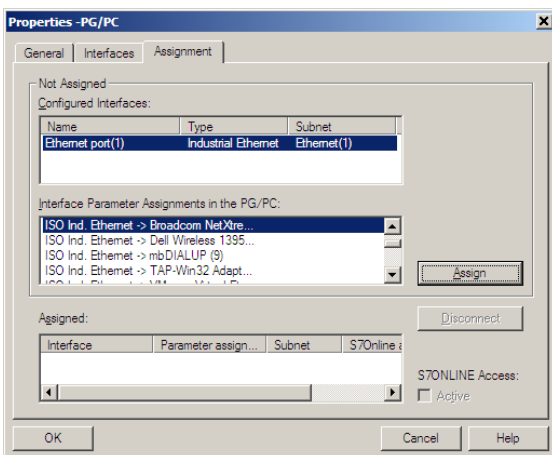 Properties -PG/PC
General Interfaces Assignment
Not Assigned
Configured Interfaces:
Name Type Subnet
Ethernet port(1) Industrial Ethernet Ethernet(1)
Interface Parameter Assignments in the PG/PC:
ISO Ind. Ethernet -> Broadcom NetXtre...
ISO Ind. Ethernet -> Dell Wireless 1395...
ISO Ind. Ethernet -> mbDIALUP (9)
ISO Ind. Ethernet -> TAP-Win32 Adapt...
Assign
Assigned:
Disconnect
Interface Parameter assign... Subnet S7Online a
S7ONLINE Access:
Active
OK Cancel Help